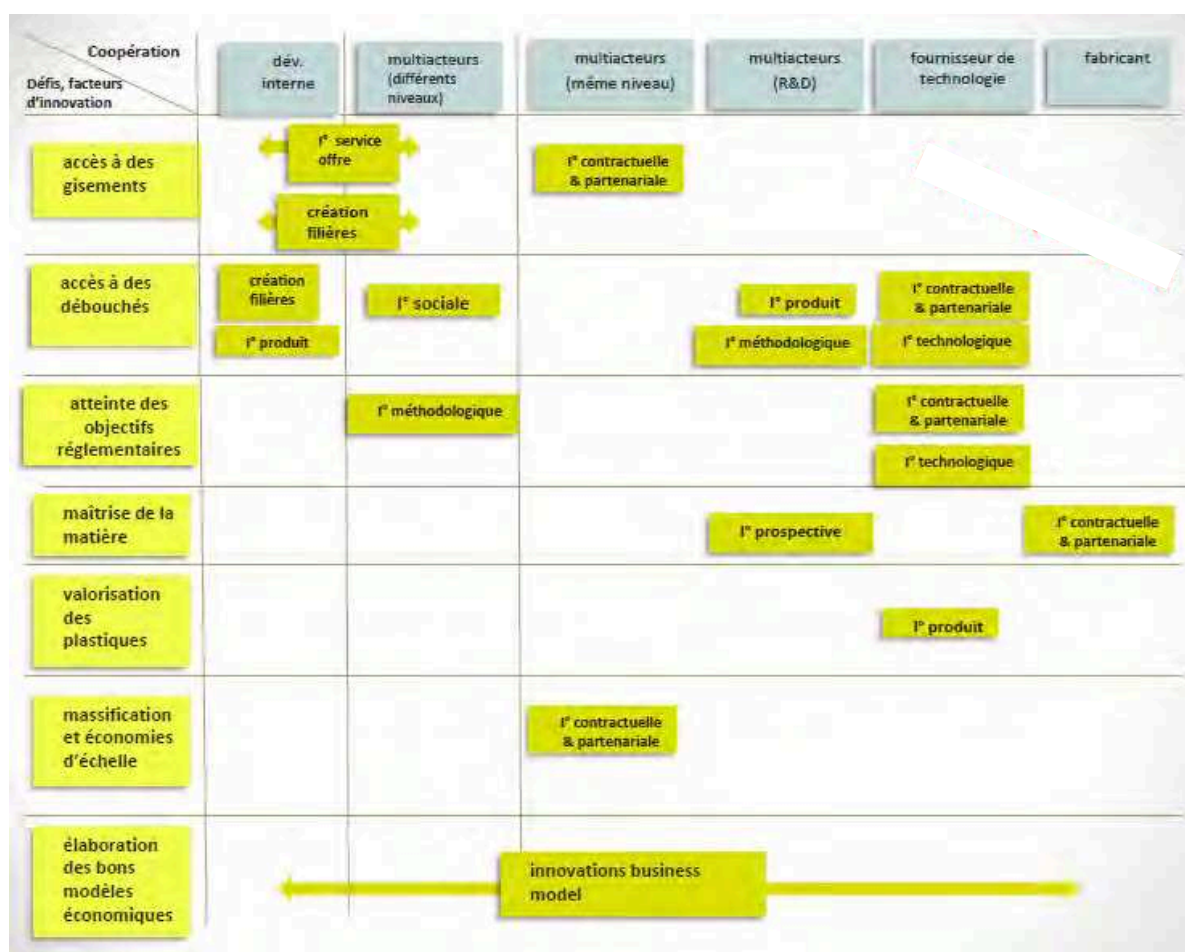 Coopération
Défis, facteurs
d'innovation
dév.
interne
multiacteurs
(différents
niveaux)
multiacteurs
(même niveau)
multiacteurs
(R&D)
fournisseur de
technologie
fabricant
accès à des
gisements
I° service
offre
création
filières
I° contractuelle
& partenariale
accès à des
débouchés
création
filières
I° produit
I° sociale
I° produit
I° méthodologique
I° contractuelle
& partenariale
I° technologique
atteinte des
objectifs
réglementaires
I° méthodologique
I° contractuelle
& partenariale
I° technologique
maîtrise de la
matière
I° prospective
I° contractuelle
& partenariale
valorisation
des
plastiques
I° produit
massification
et économies
d'échelle
I° contractuelle
& partenariale
élaboration
des bons
modèles
économiques
innovations business
model